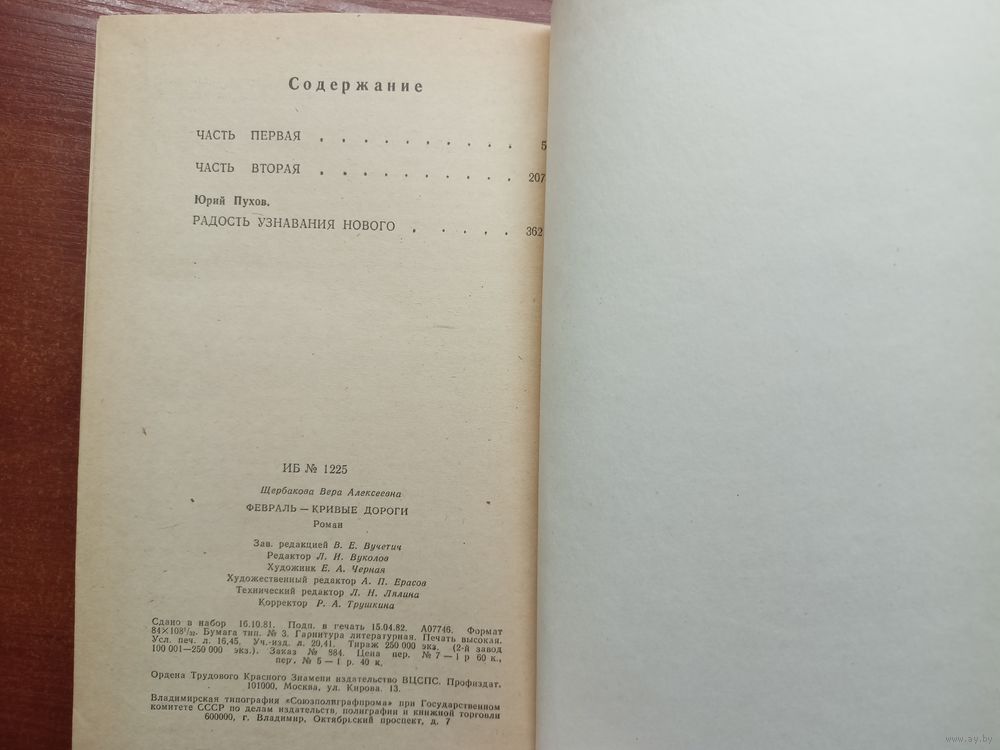 Содержание
ЧАСТЬ ПЕРВАЯ . . . . . . . . . . 5
ЧАСТЬ ВТОРАЯ . . . . . . . . . . 207
Юрий Пухов.
РАДОСТЬ УЗНАВАНИЯ НОВОГО . . . . . 362
ИБ № 1225
Щербакова Вера Алексеевна
ФЕВРАЛЬ — КРИВЫЕ ДОРОГИ
Роман
Зав. редакцией В. Е. Вучетич
Редактор Л. И. Вуколов
Художник Е. А. Черная
Художественный редактор А. П. Ерасов
Технический редактор Л. Н. Лялина
Корректор Р. А. Трушкина
Сдано в набор 16.10.81. Подп. в печать 15.04.82. А07746. Формат
84×108¹/₃₂. Бумага тип. № 3. Гарнитура литературная. Печать высокая.
Усл. печ. л. 16,45. Уч.-изд. л. 20,41. Тираж 250 000 экз. (2-й завод
100 001—250 000 экз.). Заказ № 884. Цена пер. № 7 — 1 р 60 к.,
пер. № 5 — 1 р. 40 к.
Ордена Трудового Красного Знамени издательство ВЦСПС. Профиздат.
101000, Москва, ул. Кирова, 13.
Владимирская типография «Союзполиграфпрома» при Государственном
комитете СССР по делам издательств, полиграфии и книжной торговли
600000, г. Владимир, Октябрьский проспект, д. 7
www.ay.by